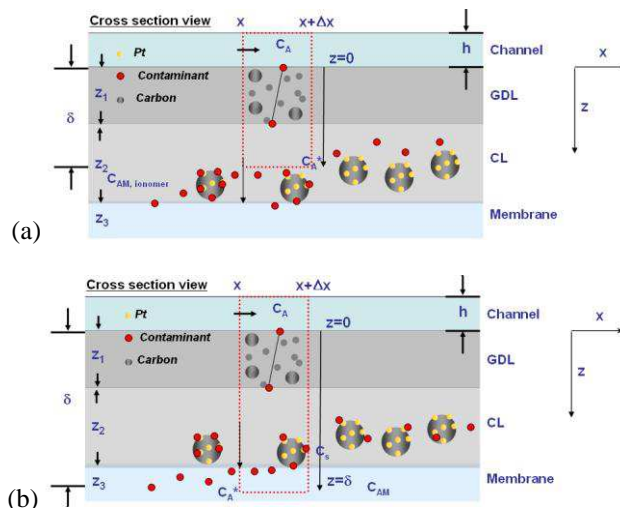 Cross section view
x
x+Δx
C_A
h
Channel
Pt
z=0
x
Contaminant
z₁
GDL
Carbon
δ
z
z₂
C_A*
CL
C_AM, ionomer
z₃
Membrane
(a)
Cross section view
x
x+Δx
C_A
h
Channel
Pt
z=0
x
Contaminant
z₁
GDL
Carbon
z
δ
z₂
CL
C_s
z₃
C_A*
z=δ
C_AM
Membrane
(b)